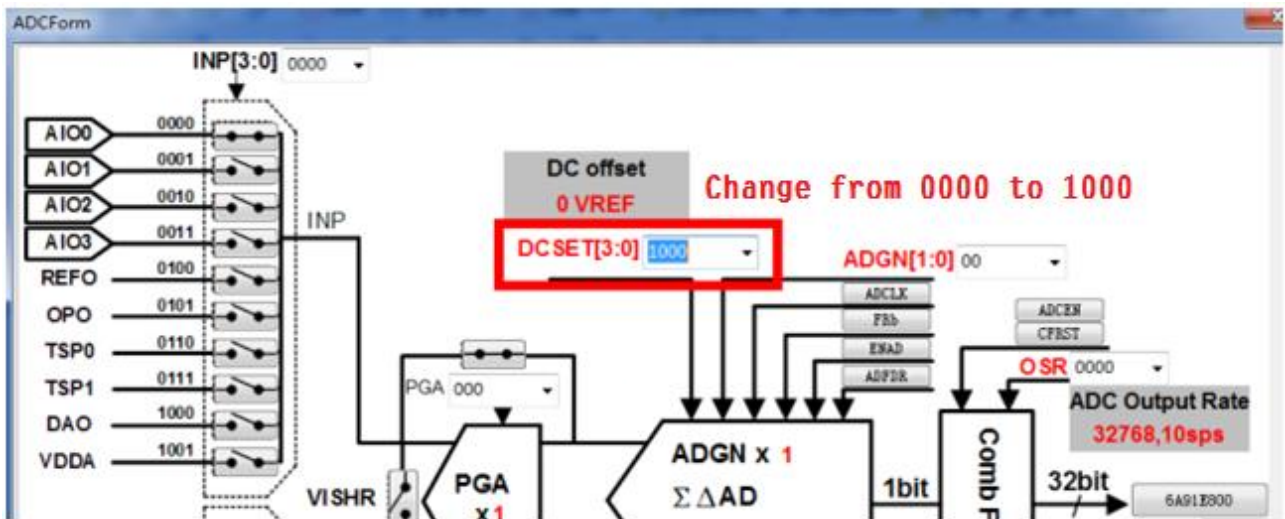 ADCForm
INP[3:0] 0000
AIO0 0000
AIO1 0001
AIO2 0010
AIO3 0011
REFO 0100
OPO 0101
TSP0 0110
TSP1 0111
DAO 1000
VDDA 1001
INP
DC offset
0 VREF
Change from 0000 to 1000
DCSET[3:0] 1000
ADGN[1:0] 00
ADCLK
FRb
ENAD
ADFDR
ADCEN
CFRST
OSR 0000
ADC Output Rate
32768,10sps
PGA 000
VISHR
PGA
x1
ADGN x 1
ΣΔAD
1bit
Comb
32bit
6A91E800